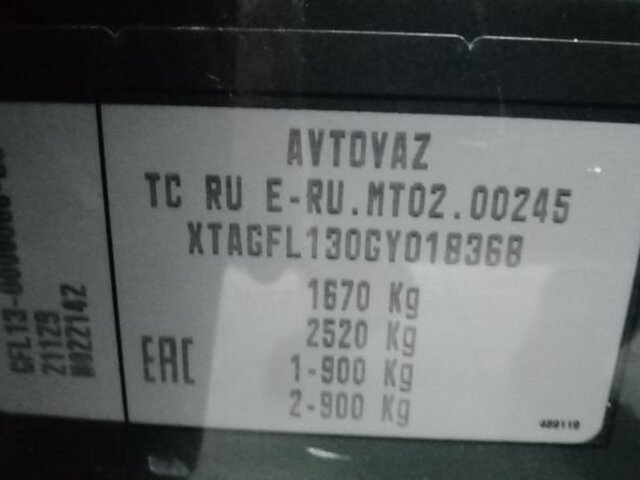 AVTOVAZ
TC RU E-RU.MT02.00245
XTAGFL130GY018368
1670 Kg
2520 Kg
1-900 Kg
2-900 Kg
EAC
21129
W022142